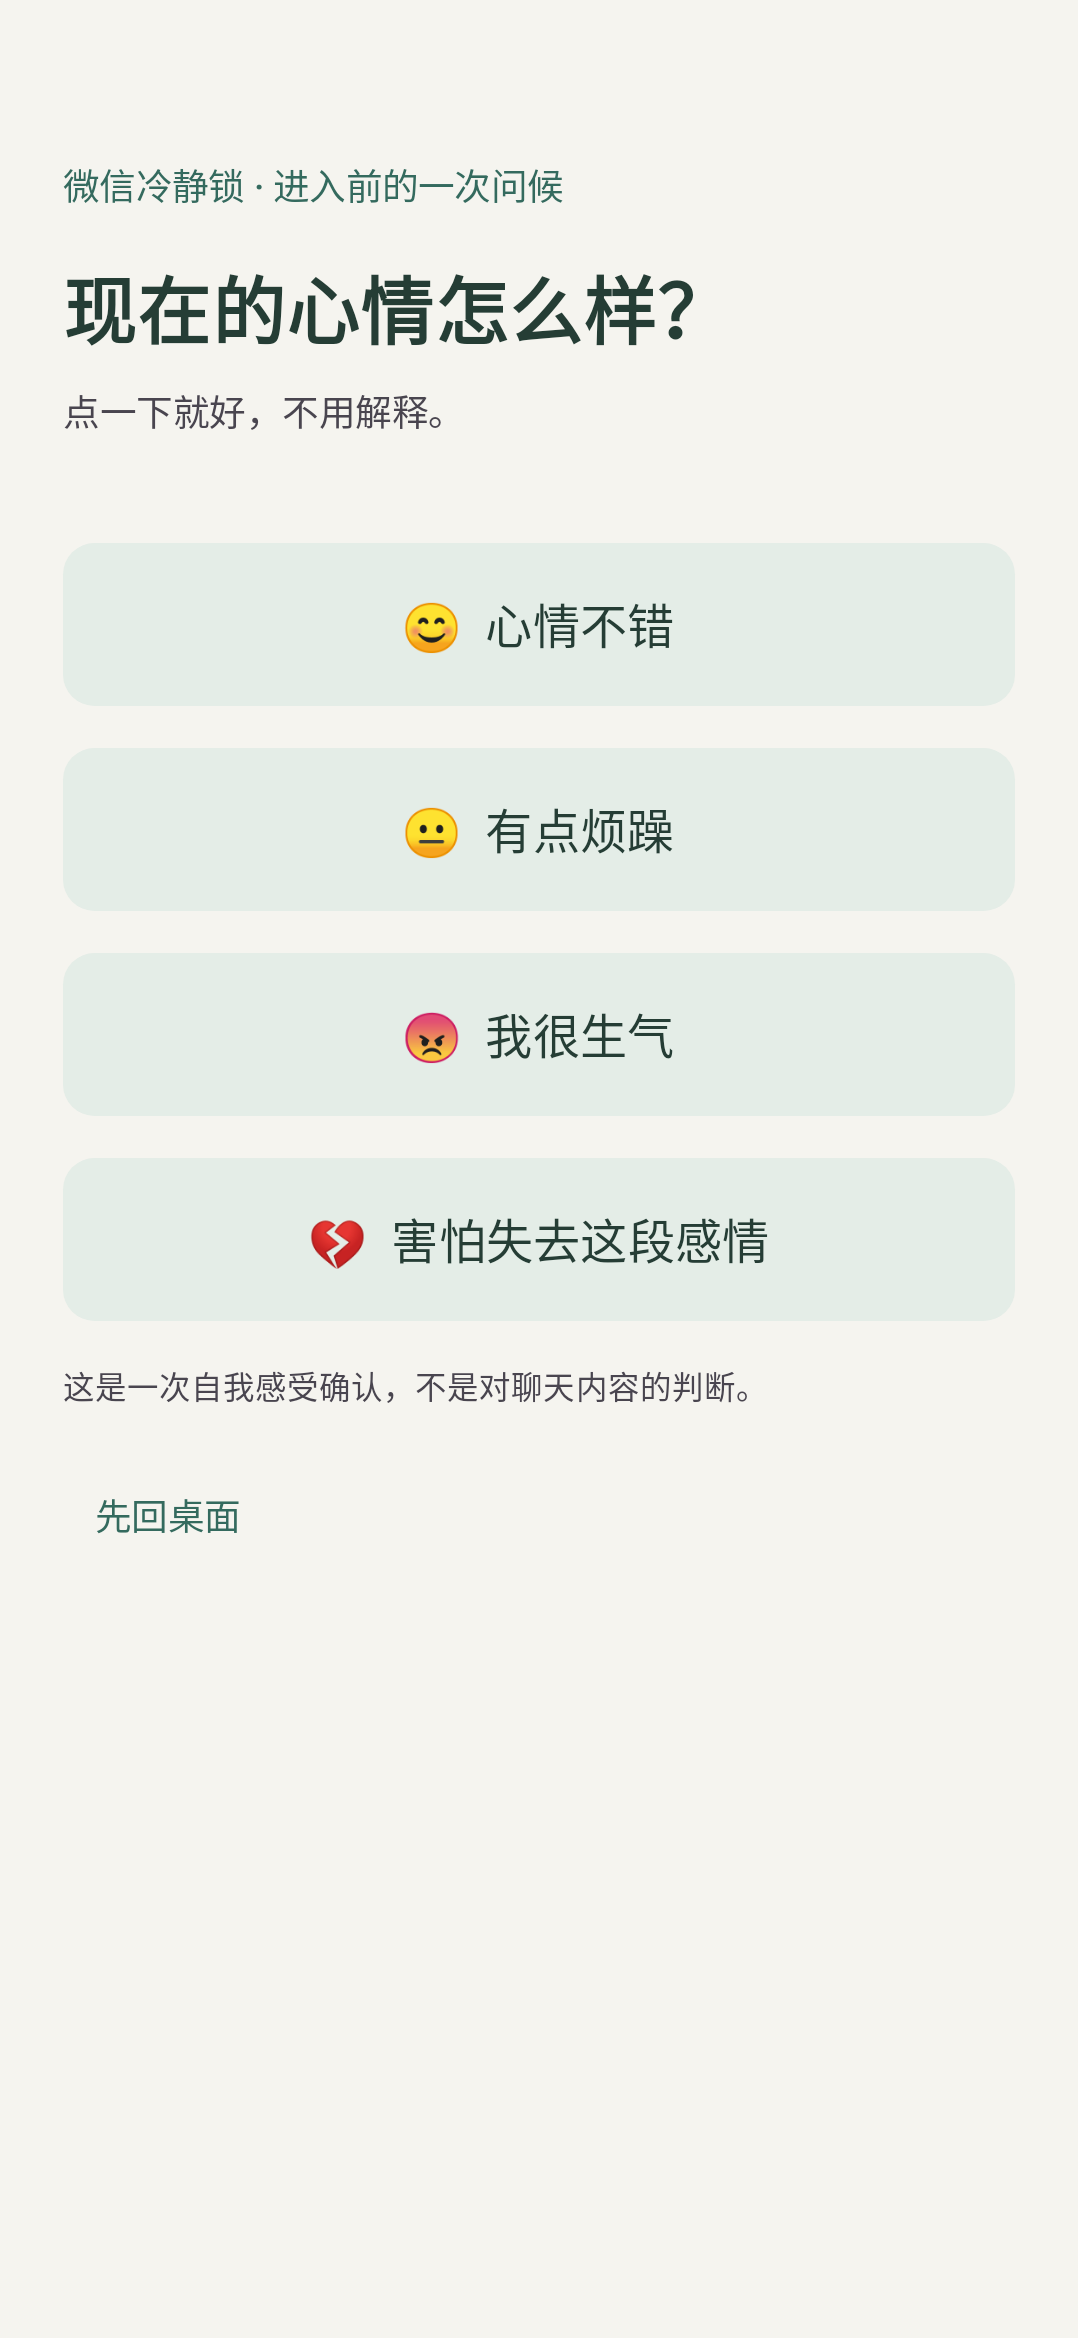 微信冷静锁 · 进入前的一次问候
现在的心情怎么样？
点一下就好，不用解释。
😊 心情不错
😐 有点烦躁
😡 我很生气
💔 害怕失去这段感情
这是一次自我感受确认，不是对聊天内容的判断。
先回桌面